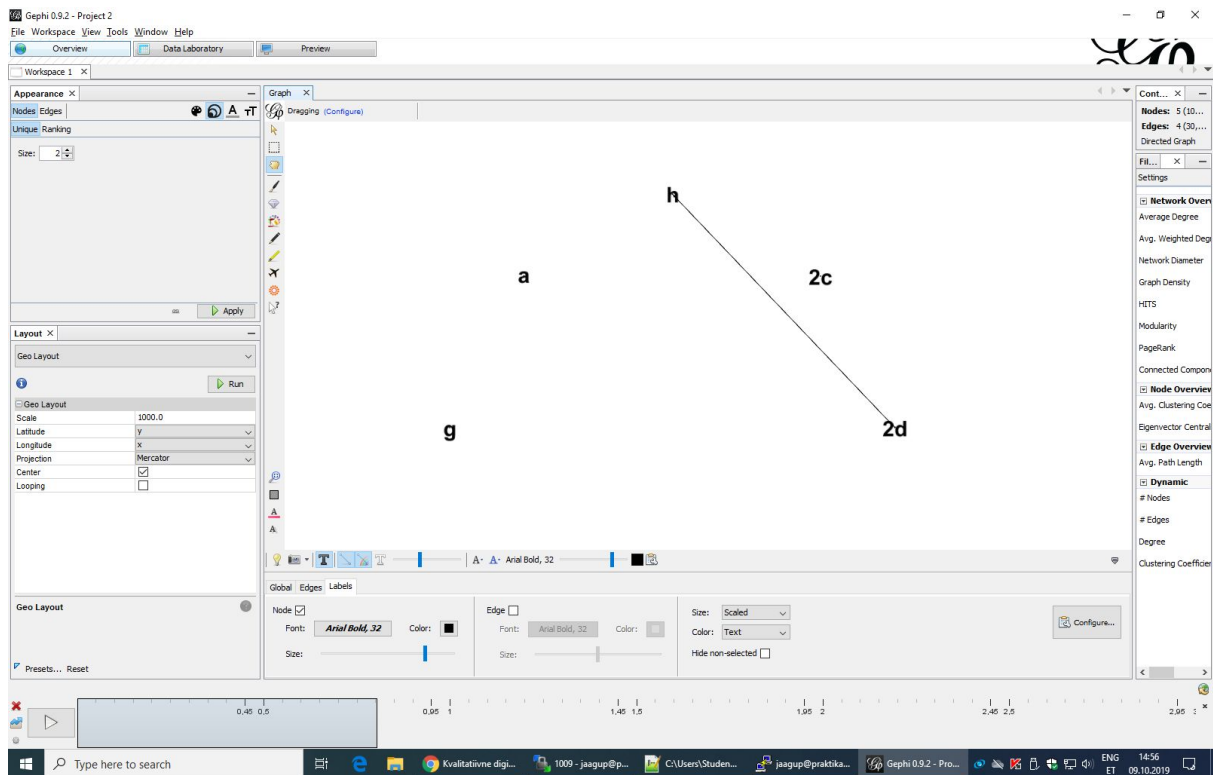 Gephi 0.9.2 - Project 2
File Workspace View Tools Window Help
Overview Data Laboratory Preview
Workspace 1
Appearance
Nodes Edges
Unique Ranking
Size: 2
Apply
Layout
Geo Layout
Run
Geo Layout
Scale 1000.0
Latitude y
Longitude x
Projection Mercator
Center
Looping
Geo Layout
Presets... Reset
Graph
Dragging (Configure)
h
a
2c
g
2d
A- A- Arial Bold, 32
Global Edges Labels
Node
Font: Arial Bold, 32 Color:
Size:
Edge
Font: Arial Bold, 32 Color:
Size:
Size: Scaled
Color: Text
Hide non-selected
Configure...
Cont...
Nodes: 5 (10...
Edges: 4 (30,...
Directed Graph
Fil...
Settings
Network Overv
Average Degree
Avg. Weighted Degr
Network Diameter
Graph Density
HITS
Modularity
PageRank
Connected Compone
Node Overview
Avg. Clustering Coe
Eigenvector Central
Edge Overview
Avg. Path Length
Dynamic
# Nodes
# Edges
Degree
Clustering Coefficien
0,45 0,5 0,95 1 1,45 1,5 1,95 2 2,45 2,5 2,95
Type here to search
Kvalitatiivne digi...
1009 - jaagup@p...
C:\Users\Studen...
jaagup@praktika...
Gephi 0.9.2 - Pro...
ENG
ET
14:56
09.10.2019